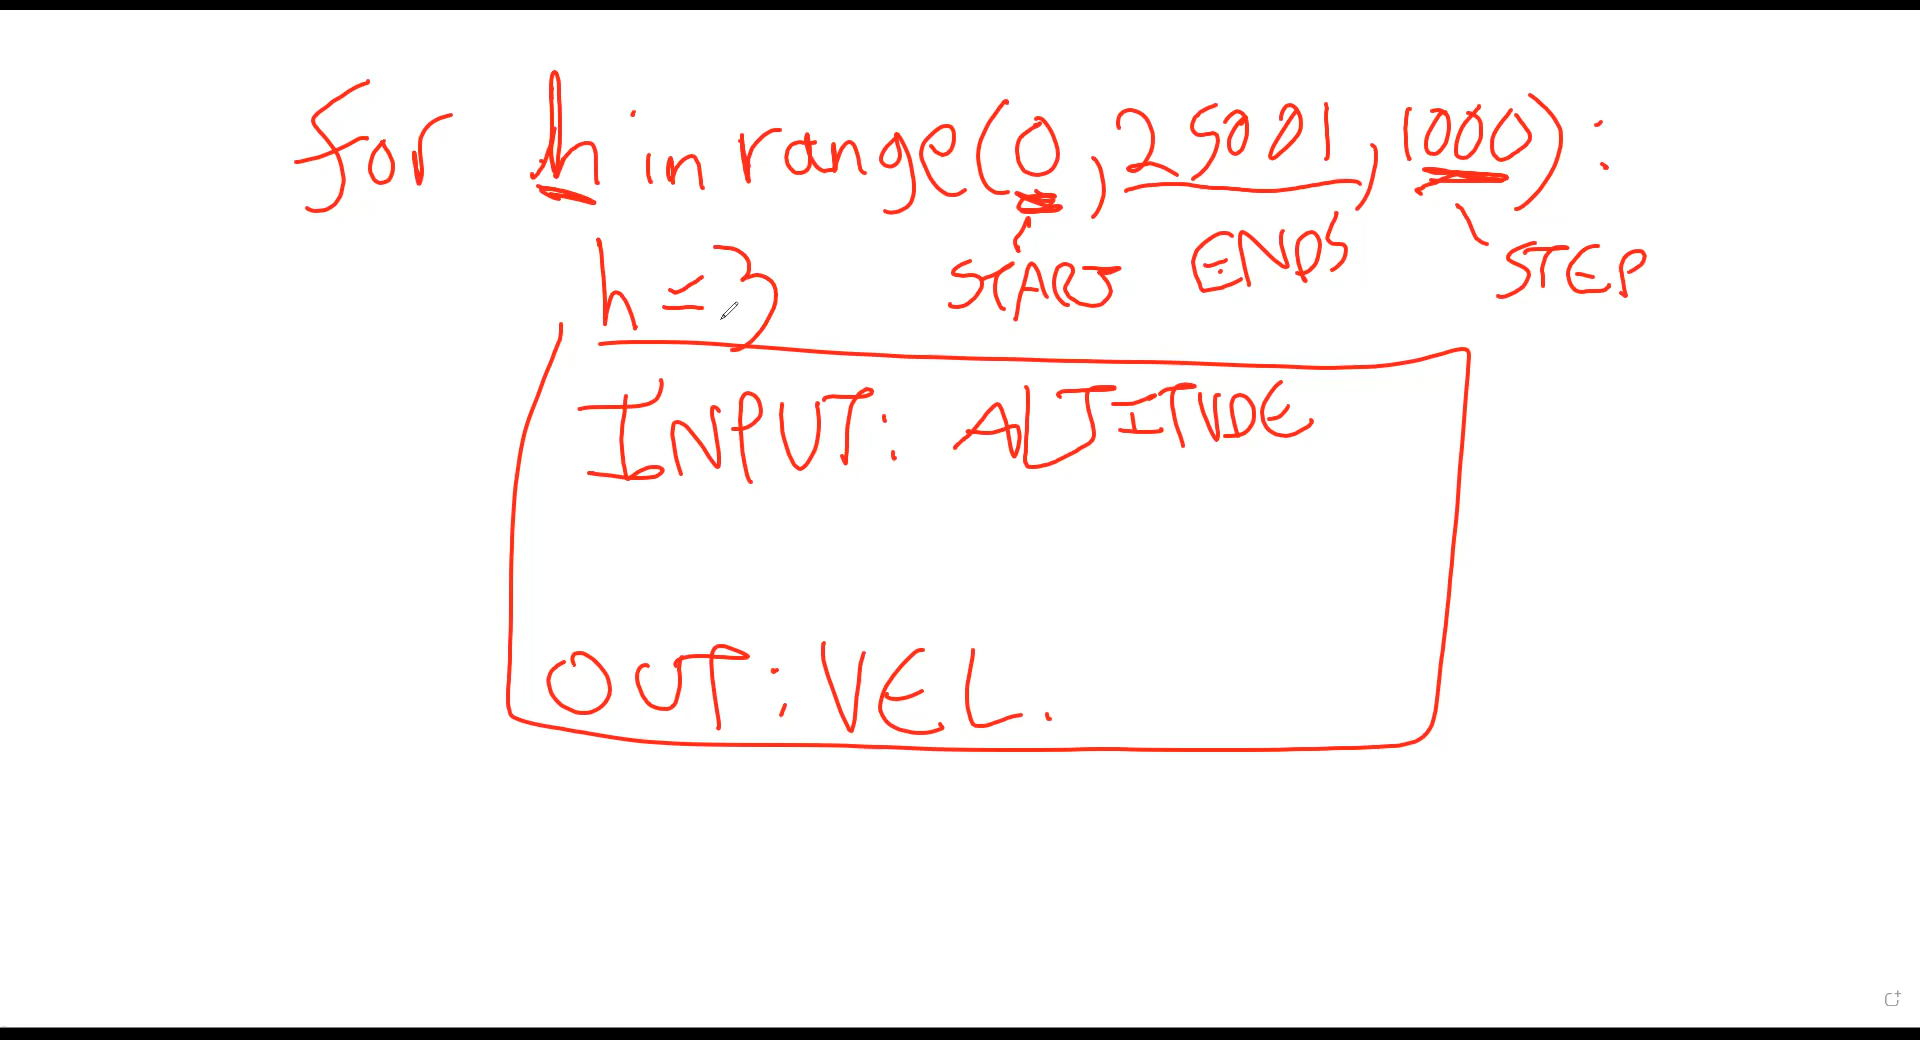 for h in range(0,25001,1000):
START ENDS STEP
h=3
INPUT: ALTITUDE
OUT: VEL.